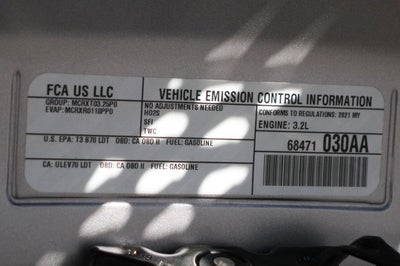 FCA US LLC
VEHICLE EMISSION CONTROL INFORMATION
GROUP: MCRXT03.25P0
EVAP: MCRXR0118PP0
NO ADJUSTMENTS NEEDED
HO2S
SFI
TWC
CONFORMS TO REGULATIONS: 2021 MY
ENGINE: 3.2L
U.S. EPA: T3 B70 LDT OBD: CA OBD II FUEL: GASOLINE
68471 030AA
CA: ULEV70 LDT OBD: CA OBD II FUEL: GASOLINE